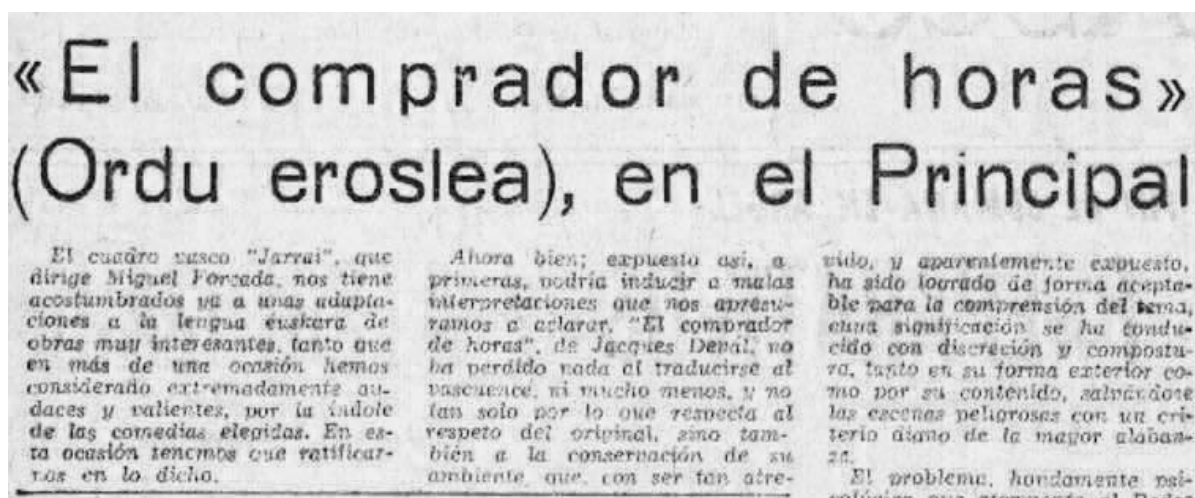 «El comprador de horas»
(Ordu eroslea), en el Principal
El cuadro vasco "Jarrai", que
dirige Miguel Forcada, nos tiene
acostumbrados ya a unas adapta-
ciones a la lengua éuskara de
obras muy interesantes, tanto que
en más de una ocasión hemos
considerado extremadamente au-
daces y valientes, por la índole
de las comedias elegidas. En es-
ta ocasión tenemos que ratificar-
nos en lo dicho.
Ahora bien; expuesto así, a
primeras, podría inducir a malas
interpretaciones que nos apresu-
ramos a aclarar. "El comprador
de horas", de Jacques Deval, no
ha perdido nada al traducirse al
vascuence, ni mucho menos, y no
tan solo por lo que respecta al
respeto del original, sino tam-
bién a la conservación de su
ambiente, que, con ser tan atre-
vido, y aparentemente expuesto,
ha sido logrado de forma acepta-
ble para la comprensión del tema,
cuya significación se ha condu-
cido con discreción y compostu-
ra, tanto en su forma exterior co-
mo por su contenido, salvándose
las escenas peligrosas con un cri-
terio digno de la mayor alaban-
za.
El problema, hondamente psi-